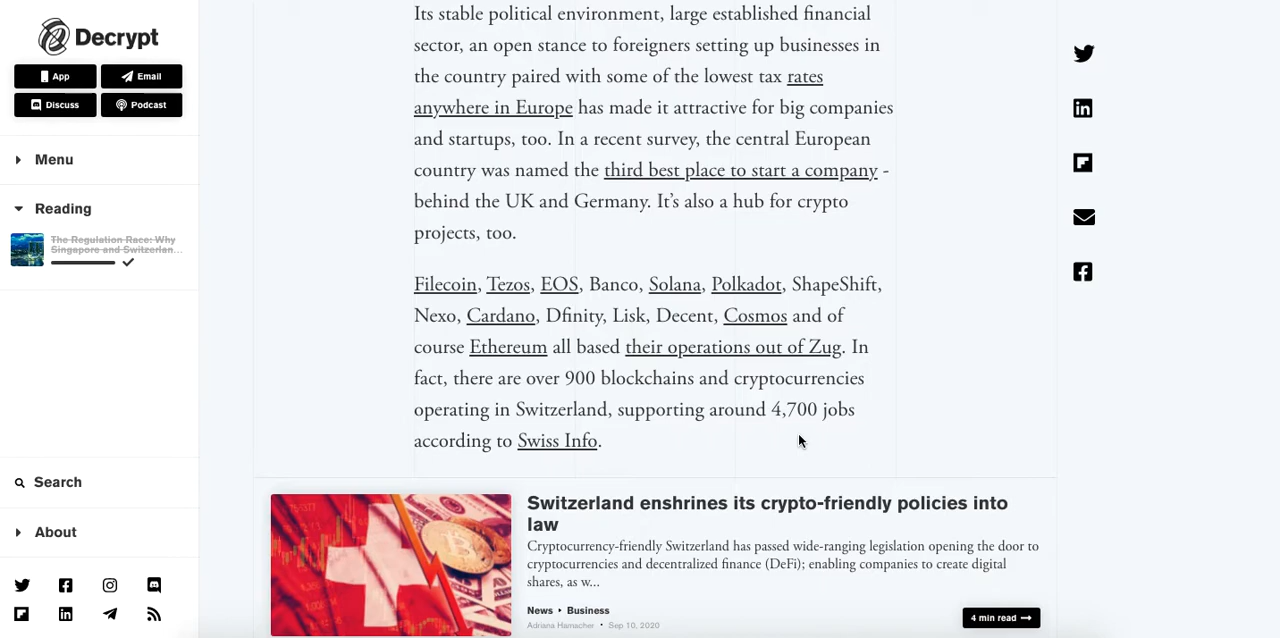 Decrypt
App
Email
Discuss
Podcast
Menu
Reading
The Regulation Race: Why
Singapore and Switzerlan...
Search
About
Its stable political environment, large established financial
sector, an open stance to foreigners setting up businesses in
the country paired with some of the lowest tax rates
anywhere in Europe has made it attractive for big companies
and startups, too. In a recent survey, the central European
country was named the third best place to start a company -
behind the UK and Germany. It’s also a hub for crypto
projects, too.
Filecoin, Tezos, EOS, Banco, Solana, Polkadot, ShapeShift,
Nexo, Cardano, Dfinity, Lisk, Decent, Cosmos and of
course Ethereum all based their operations out of Zug. In
fact, there are over 900 blockchains and cryptocurrencies
operating in Switzerland, supporting around 4,700 jobs
according to Swiss Info.
Switzerland enshrines its crypto-friendly policies into
law
Cryptocurrency-friendly Switzerland has passed wide-ranging legislation opening the door to
cryptocurrencies and decentralized finance (DeFi); enabling companies to create digital
shares, as w...
News • Business
Adriana Hamacher • Sep 10, 2020
4 min read →